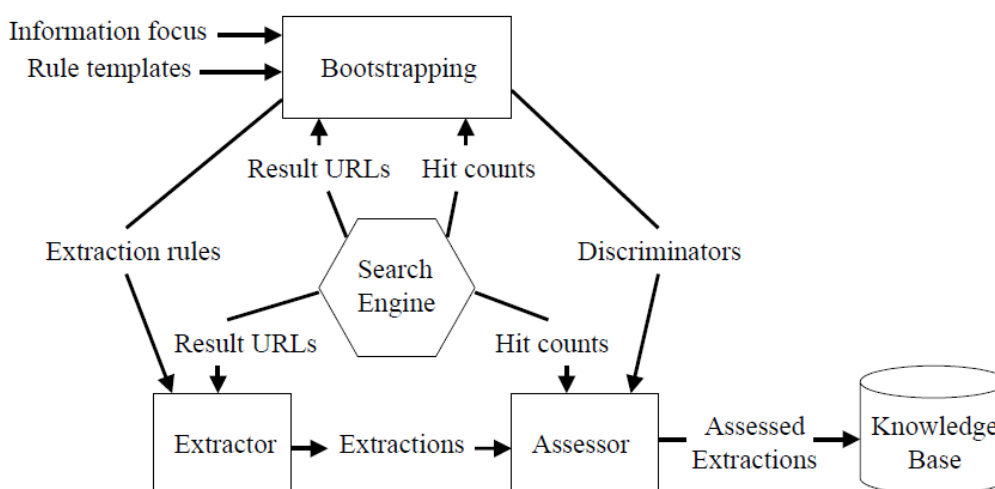 Information focus
Rule templates
Bootstrapping
Result URLs
Hit counts
Extraction rules
Search
Engine
Discriminators
Result URLs
Hit counts
Extractor
Extractions
Assessor
Assessed
Extractions
Knowledge
Base